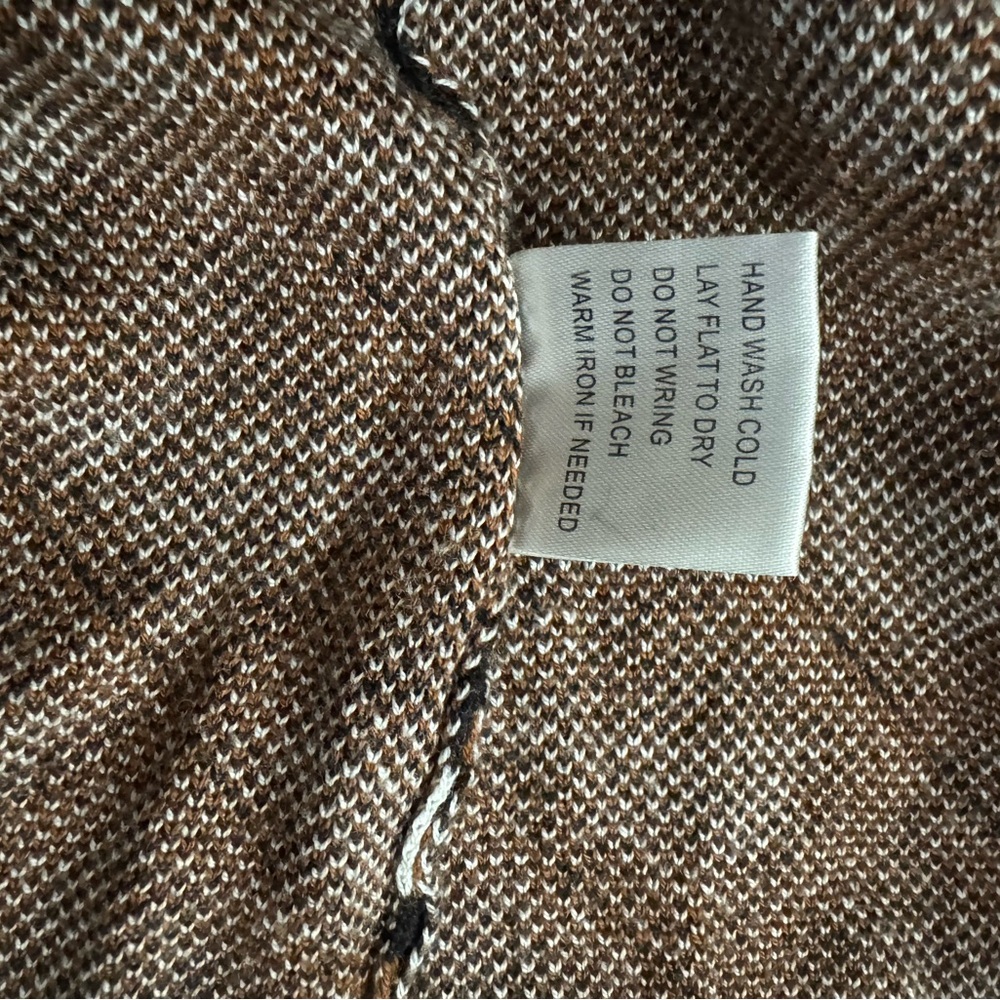 HAND WASH COLD
LAY FLAT TO DRY
DO NOT WRING
DO NOT BLEACH
WARM IRON IF NEEDED